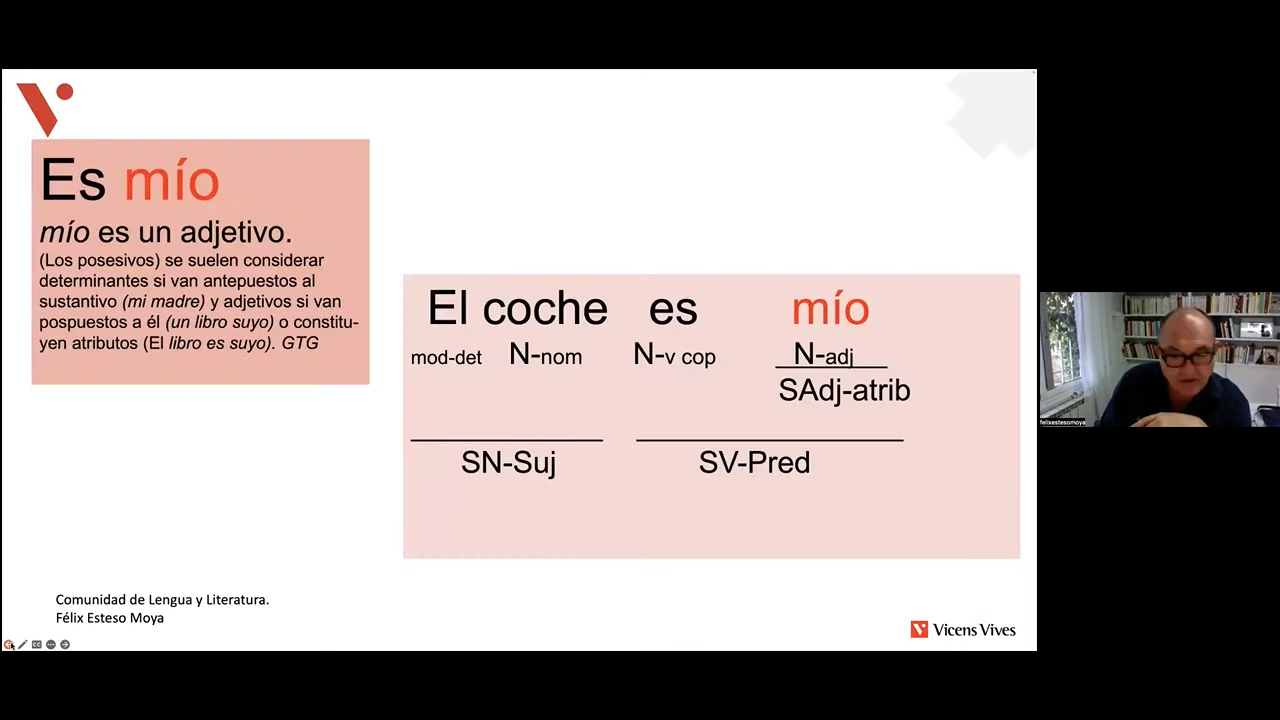 Es mío
mío es un adjetivo.
(Los posesivos) se suelen considerar
determinantes si van antepuestos al
sustantivo (mi madre) y adjetivos si van
pospuestos a él (un libro suyo) o constitu-
yen atributos (El libro es suyo). GTG
El coche es mío
mod-det N-nom N-v cop N-adj
SAdj-atrib
SN-Suj SV-Pred
Comunidad de Lengua y Literatura.
Félix Esteso Moya
Vicens Vives
felixestesomoya